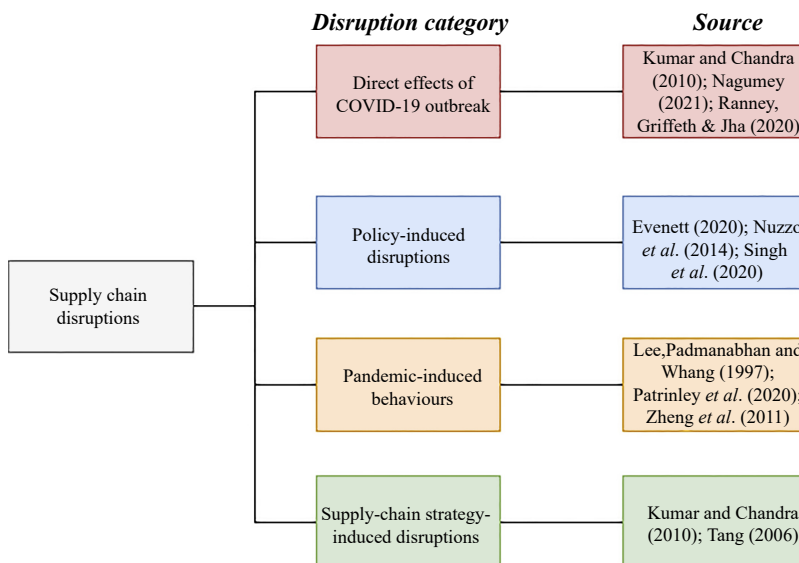 Disruption category
Source
Direct effects of
COVID-19 outbreak
Kumar and Chandra
(2010); Nagumey
(2021); Ranney,
Griffeth & Jha (2020)
Policy-induced
disruptions
Evenett (2020); Nuzzo
et al. (2014); Singh
et al. (2020)
Supply chain
disruptions
Pandemic-induced
behaviours
Lee,Padmanabhan and
Whang (1997);
Patrinley et al. (2020);
Zheng et al. (2011)
Supply-chain strategy-
induced disruptions
Kumar and Chandra
(2010); Tang (2006)